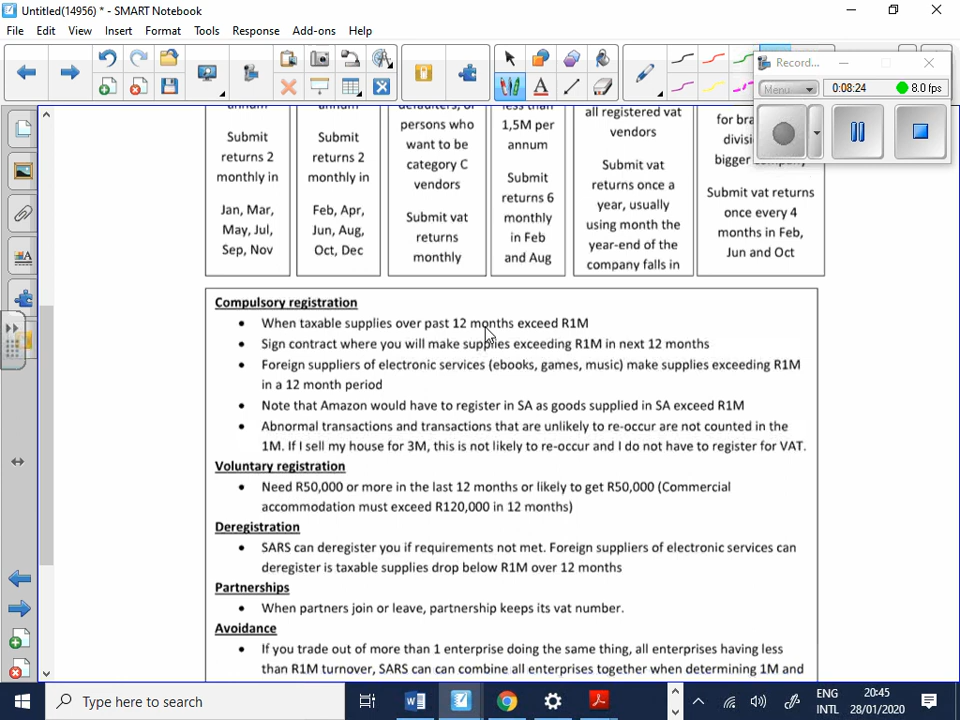 Untitled(14956) * - SMART Notebook
File Edit View Insert Format Tools Response Add-ons Help
Record...
Menu
0:08:24
8.0 fps
annum
Submit
returns 2
monthly in
Jan, Mar,
May, Jul,
Sep, Nov
annum
Submit
returns 2
monthly in
Feb, Apr,
Jun, Aug,
Oct, Dec
defaulters, or
persons who
want to be
category C
vendors
Submit vat
returns
monthly
less than
1,5M per
annum
Submit
returns 6
monthly
in Feb
and Aug
all registered vat
vendors
Submit vat
returns once a
year, usually
using month the
year-end of the
company falls in
for bra
divisi
bigger company
Submit vat returns
once every 4
months in Feb,
Jun and Oct
Compulsory registration
• When taxable supplies over past 12 months exceed R1M
• Sign contract where you will make supplies exceeding R1M in next 12 months
• Foreign suppliers of electronic services (ebooks, games, music) make supplies exceeding R1M
in a 12 month period
• Note that Amazon would have to register in SA as goods supplied in SA exceed R1M
• Abnormal transactions and transactions that are unlikely to re-occur are not counted in the
1M. If I sell my house for 3M, this is not likely to re-occur and I do not have to register for VAT.
Voluntary registration
• Need R50,000 or more in the last 12 months or likely to get R50,000 (Commercial
accommodation must exceed R120,000 in 12 months)
Deregistration
• SARS can deregister you if requirements not met. Foreign suppliers of electronic services can
deregister is taxable supplies drop below R1M over 12 months
Partnerships
• When partners join or leave, partnership keeps its vat number.
Avoidance
• If you trade out of more than 1 enterprise doing the same thing, all enterprises having less
than R1M turnover, SARS can can combine all enterprises together when determining 1M and
Type here to search
ENG
INTL
20:45
28/01/2020